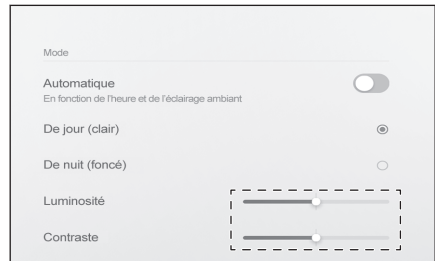 Mode
Automatique
En fonction de l'heure et de l'éclairage ambiant
De jour (clair)
De nuit (foncé)
Luminosité
Contraste